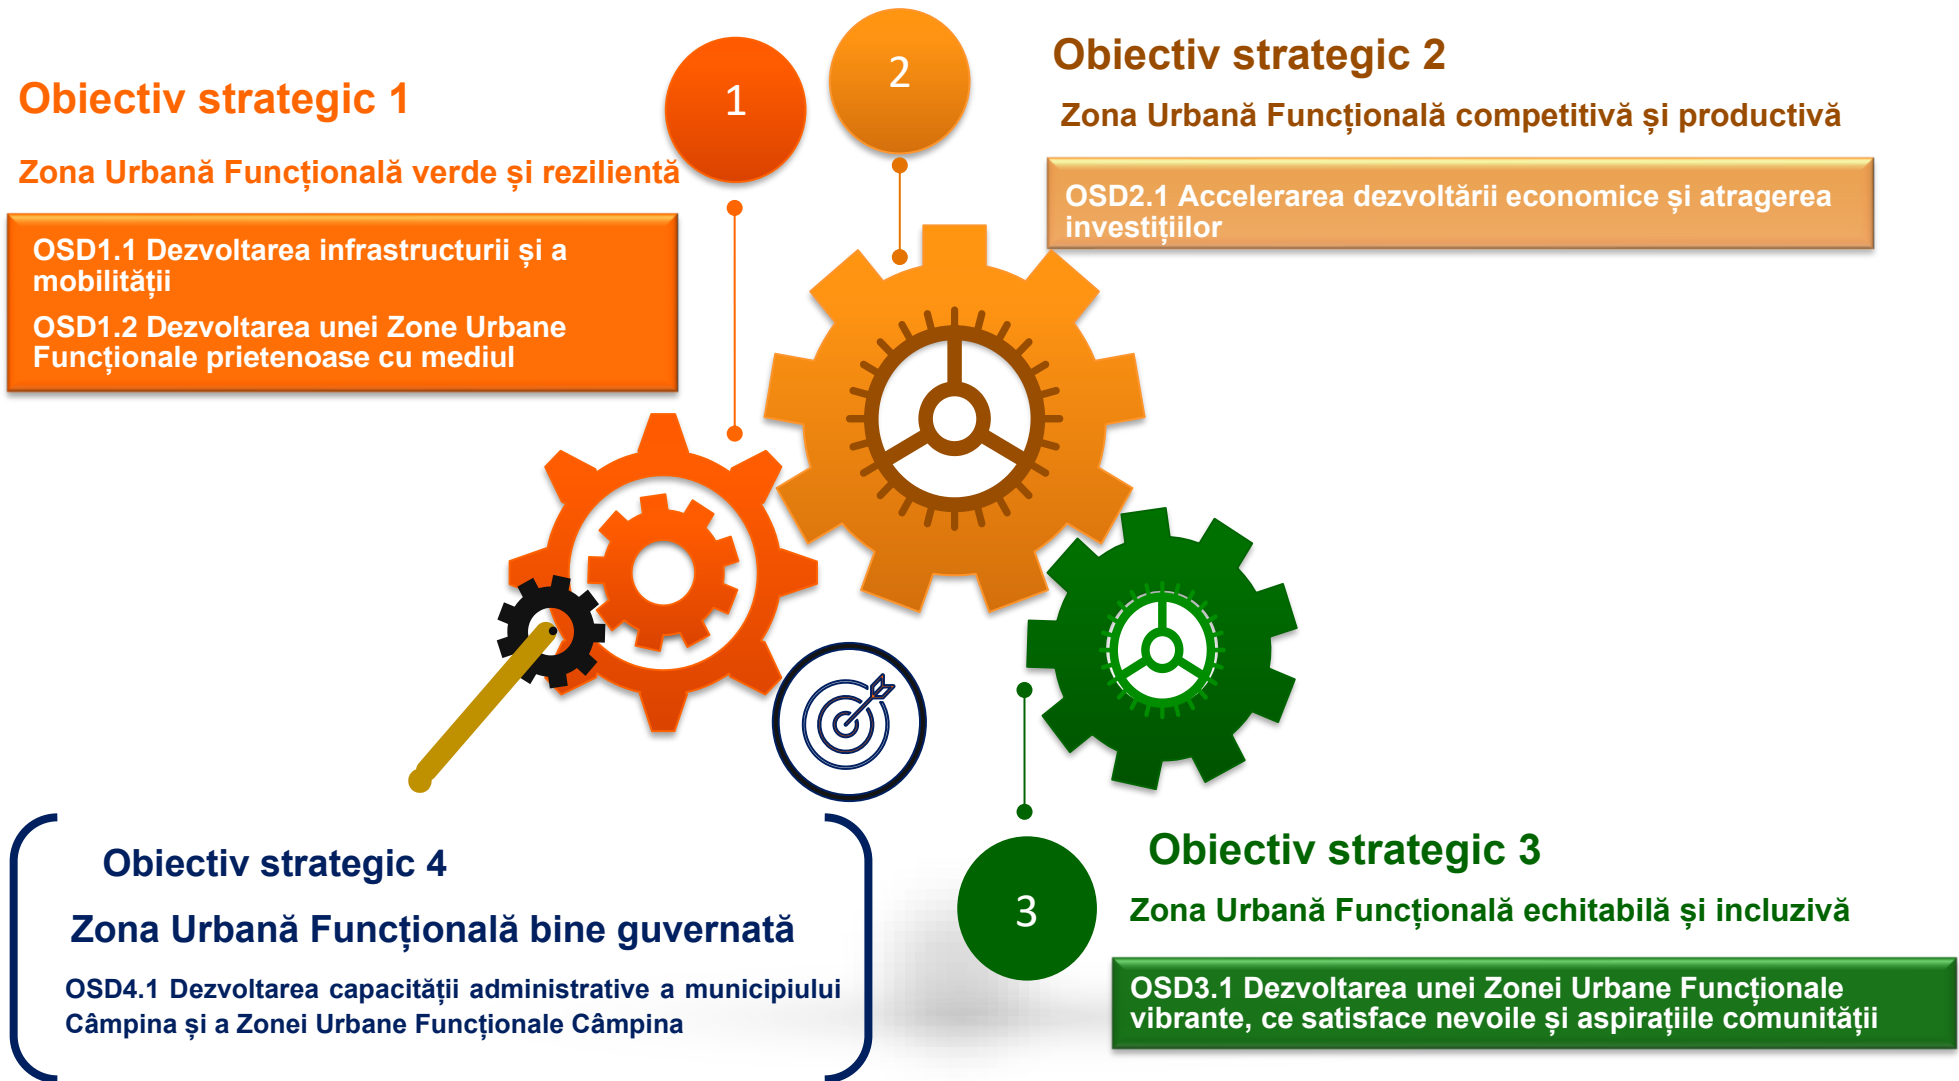 1
Obiectiv strategic 1
Zona Urbană Funcțională verde și rezilientă
OSD1.1 Dezvoltarea infrastructurii și a
mobilității
OSD1.2 Dezvoltarea unei Zone Urbane
Funcționale prietenoase cu mediul
2
Obiectiv strategic 2
Zona Urbană Funcțională competitivă și productivă
OSD2.1 Accelerarea dezvoltării economice și atragerea
investițiilor
3
Obiectiv strategic 3
Zona Urbană Funcțională echitabilă și incluzivă
OSD3.1 Dezvoltarea unei Zonei Urbane Funcționale
vibrante, ce satisface nevoile și aspirațiile comunității
Obiectiv strategic 4
Zona Urbană Funcțională bine guvernată
OSD4.1 Dezvoltarea capacității administrative a municipiului
Câmpina și a Zonei Urbane Funcționale Câmpina